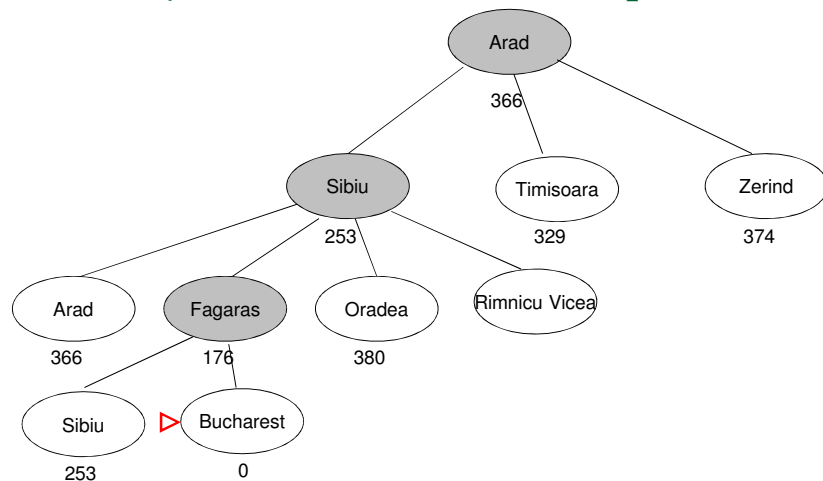 Arad
366
Sibiu
Timisoara
Zerind
253
329
374
Arad
Fagaras
Oradea
Rimnicu Vicea
366
176
380
Sibiu
Bucharest
253
0